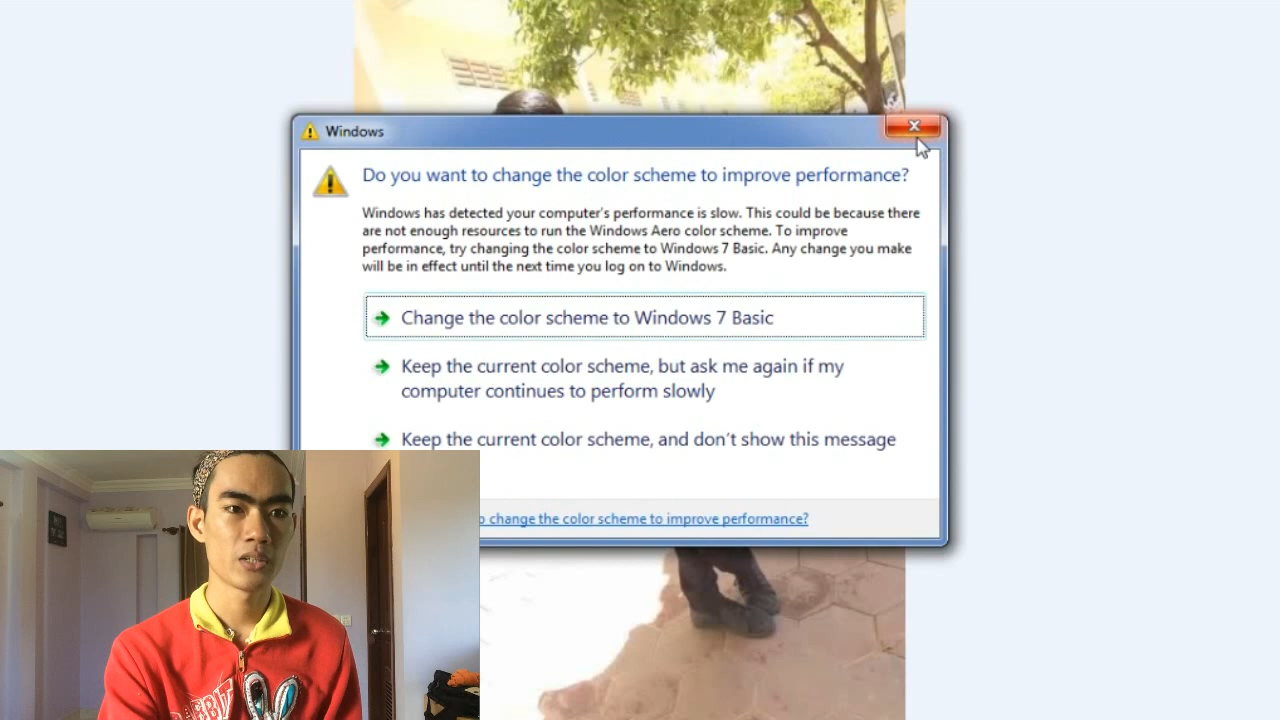 Windows
Do you want to change the color scheme to improve performance?
Windows has detected your computer's performance is slow. This could be because there
are not enough resources to run the Windows Aero color scheme. To improve
performance, try changing the color scheme to Windows 7 Basic. Any change you make
will be in effect until the next time you log on to Windows.
Change the color scheme to Windows 7 Basic
Keep the current color scheme, but ask me again if my
computer continues to perform slowly
Keep the current color scheme, and don't show this message
change the color scheme to improve performance?